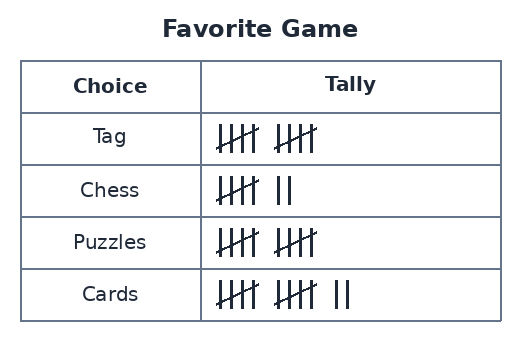 Favorite Game
Choice Tally
Tag
Chess
Puzzles
Cards